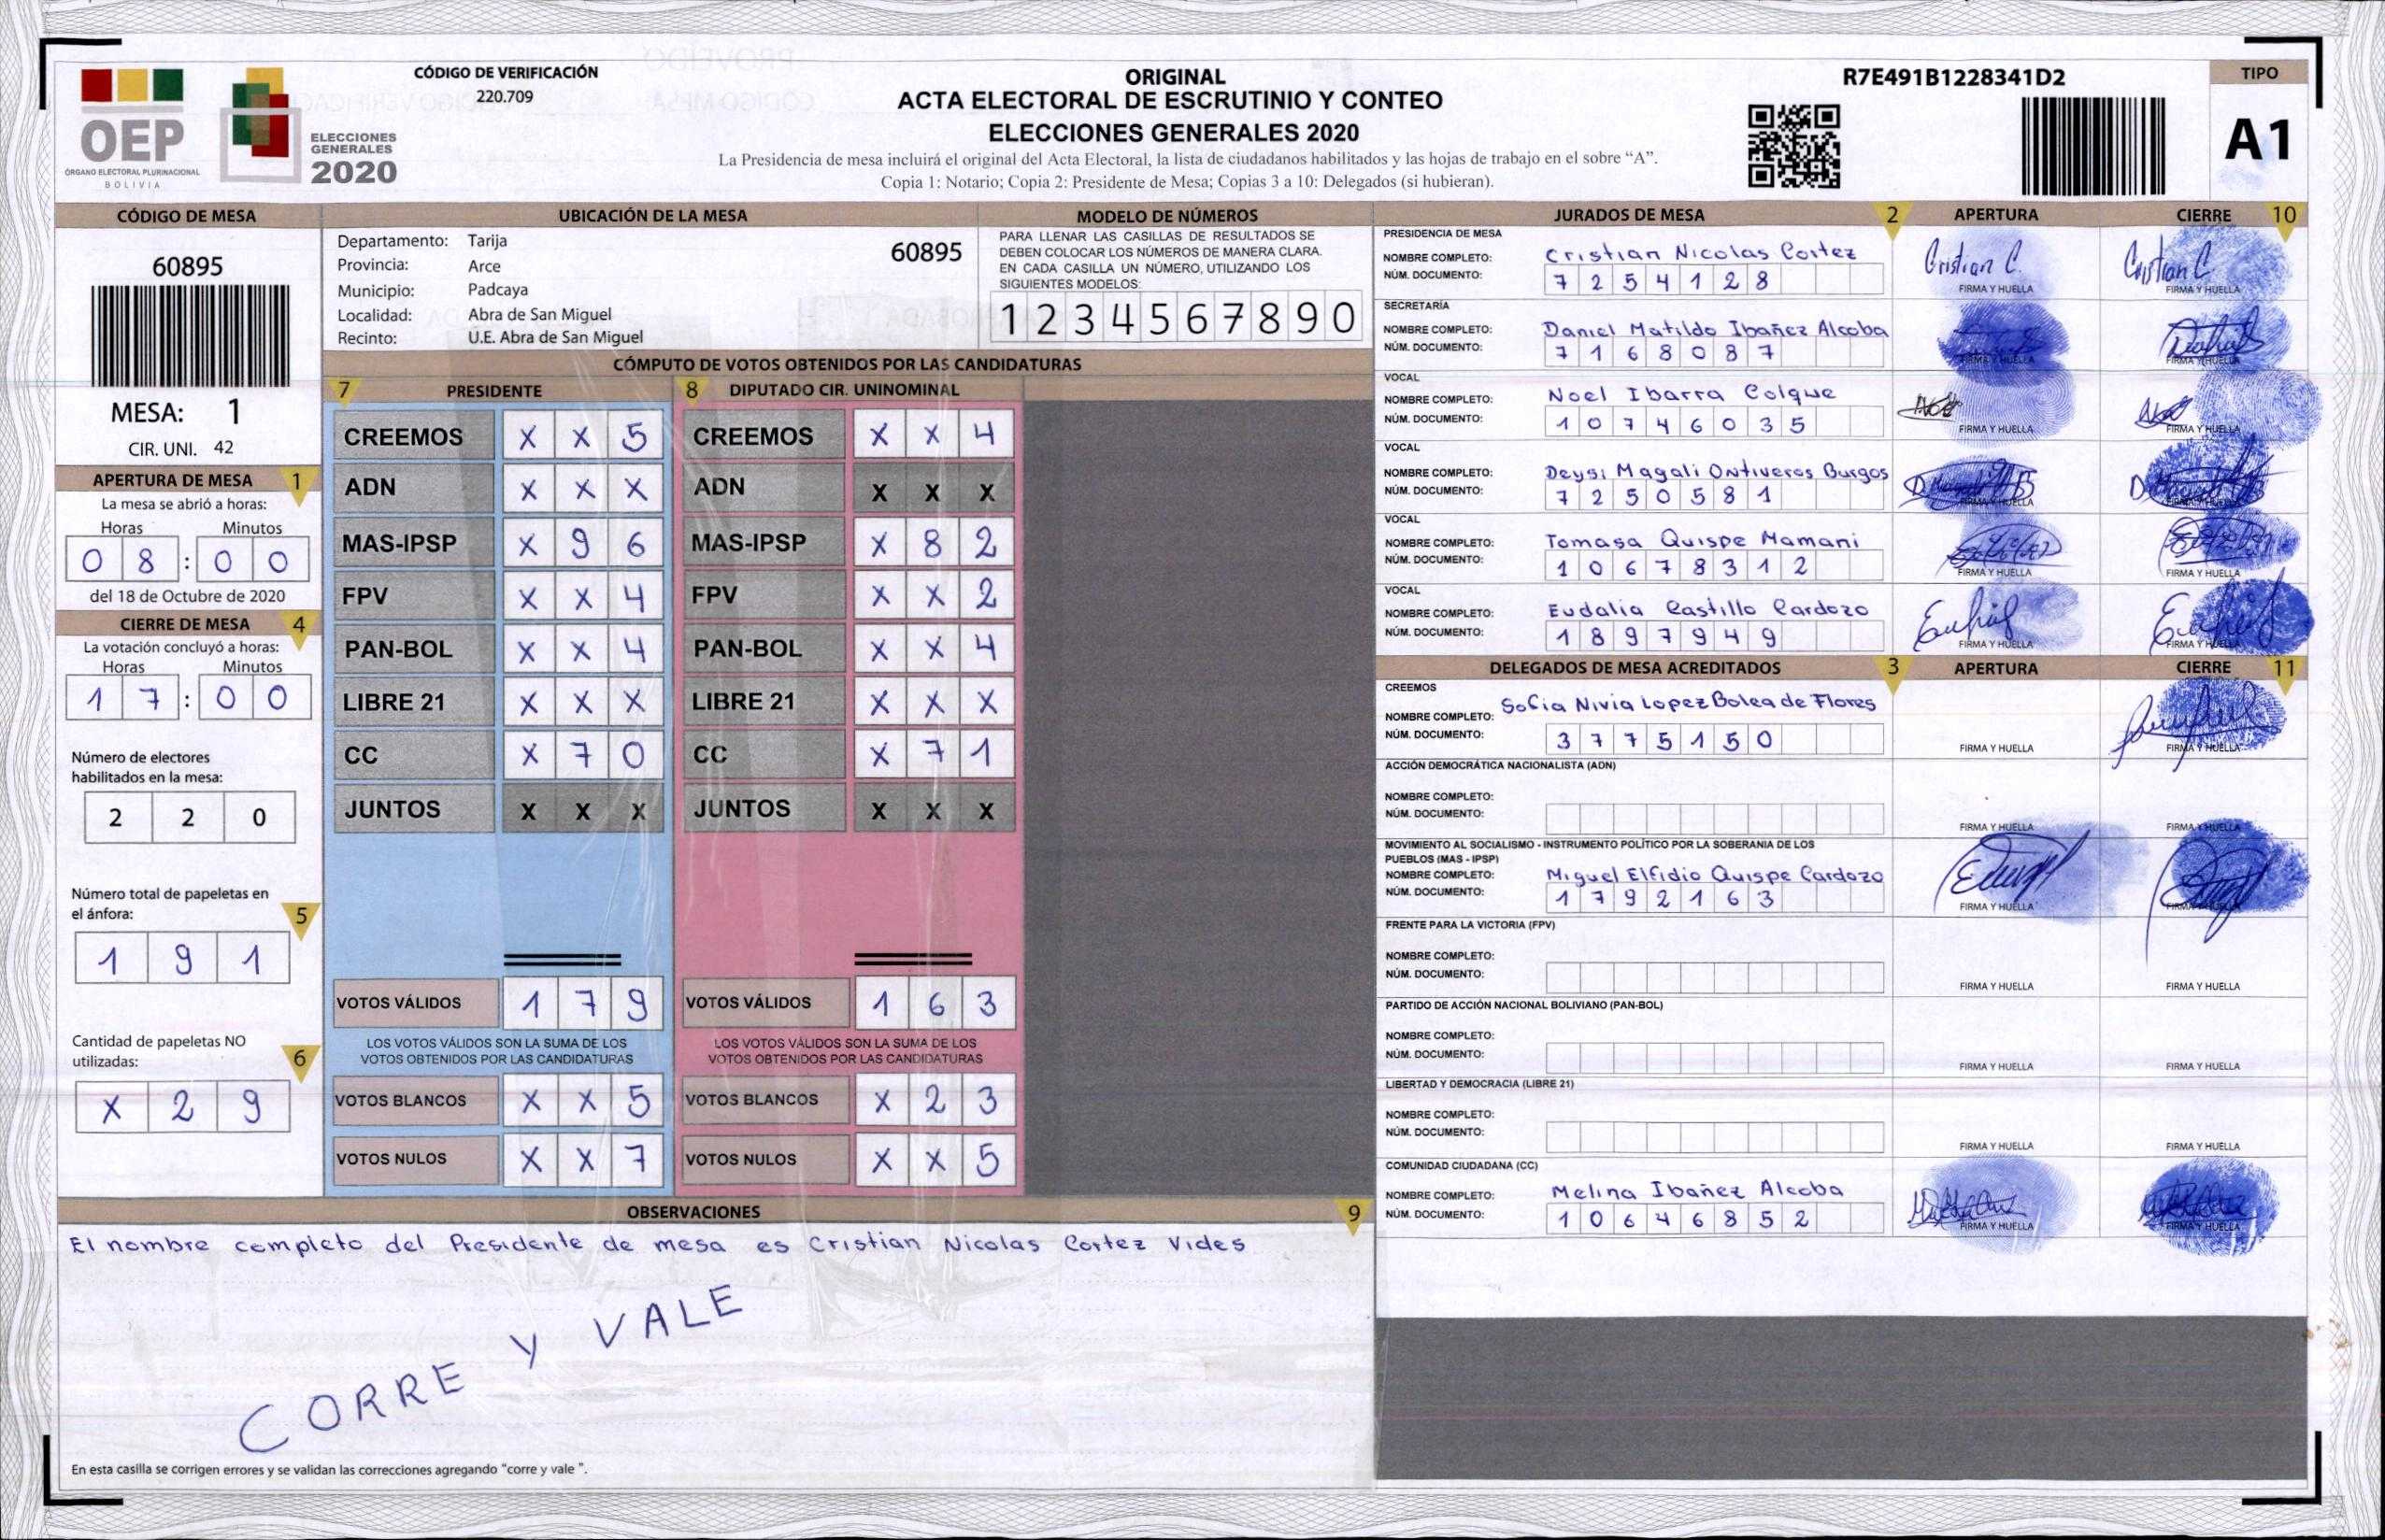 CÓDIGO DE VERIFICACIÓN
220.709
OEP
ÓRGANO ELECTORAL PLURINACIONAL
BOLIVIA
ELECCIONES
GENERALES
2020
ORIGINAL
ACTA ELECTORAL DE ESCRUTINIO Y CONTEO
ELECCIONES GENERALES 2020
La Presidencia de mesa incluirá el original del Acta Electoral, la lista de ciudadanos habilitados y las hojas de trabajo en el sobre “A”.
Copia 1: Notario; Copia 2: Presidente de Mesa; Copias 3 a 10: Delegados (si hubieran).
R7E491B1228341D2
TIPO
A1
CÓDIGO DE MESA
60895
MESA: 1
CIR. UNI. 42
APERTURA DE MESA 1
La mesa se abrió a horas:
Horas Minutos
0 8 : 0 0
del 18 de Octubre de 2020
CIERRE DE MESA 4
La votación concluyó a horas:
Horas Minutos
1 7 : 0 0
Número de electores
habilitados en la mesa:
2 2 0
Número total de papeletas en
el ánfora: 5
1 9 1
Cantidad de papeletas NO
utilizadas: 6
X 2 9
UBICACIÓN DE LA MESA
Departamento: Tarija 60895
Provincia: Arce
Municipio: Padcaya
Localidad: Abra de San Miguel
Recinto: U.E. Abra de San Miguel
MODELO DE NÚMEROS
PARA LLENAR LAS CASILLAS DE RESULTADOS SE
DEBEN COLOCAR LOS NÚMEROS DE MANERA CLARA.
EN CADA CASILLA UN NÚMERO, UTILIZANDO LOS
SIGUIENTES MODELOS:
1 2 3 4 5 6 7 8 9 0
CÓMPUTO DE VOTOS OBTENIDOS POR LAS CANDIDATURAS
7 PRESIDENTE 8 DIPUTADO CIR. UNINOMINAL
CREEMOS X X 5 CREEMOS X X 4
ADN X X X ADN X X X
MAS-IPSP X 9 6 MAS-IPSP X 8 2
FPV X X 4 FPV X X 2
PAN-BOL X X 4 PAN-BOL X X 4
LIBRE 21 X X X LIBRE 21 X X X
CC X 7 0 CC X 7 1
JUNTOS X X X JUNTOS X X X
VOTOS VÁLIDOS 1 7 9 VOTOS VÁLIDOS 1 6 3
LOS VOTOS VÁLIDOS SON LA SUMA DE LOS LOS VOTOS VÁLIDOS SON LA SUMA DE LOS
VOTOS OBTENIDOS POR LAS CANDIDATURAS VOTOS OBTENIDOS POR LAS CANDIDATURAS
VOTOS BLANCOS X X 5 VOTOS BLANCOS X 2 3
VOTOS NULOS X X 7 VOTOS NULOS X X 5
OBSERVACIONES 9
El nombre completo del Presidente de mesa es Cristian Nicolas Cortez Vides
CORRE Y VALE
En esta casilla se corrigen errores y se validan las correcciones agregando “corre y vale ”.
JURADOS DE MESA 2 APERTURA CIERRE 10
PRESIDENCIA DE MESA
NOMBRE COMPLETO: Cristian Nicolas Cortez Cristian C. Cristian C
NÚM. DOCUMENTO: 7 2 5 4 1 2 8
FIRMA Y HUELLA FIRMA Y HUELLA
SECRETARÍA
NOMBRE COMPLETO: Daniel Matildo Ibañez Alcoba
NÚM. DOCUMENTO: 7 1 6 8 0 8 7
FIRMA Y HUELLA FIRMA Y HUELLA
VOCAL
NOMBRE COMPLETO: Noel Ibarra Colque
NÚM. DOCUMENTO: 1 0 7 4 6 0 3 5
FIRMA Y HUELLA FIRMA Y HUELLA
VOCAL
NOMBRE COMPLETO: Deysi Magali Ontiveros Burgos
NÚM. DOCUMENTO: 7 2 5 0 5 8 1
FIRMA Y HUELLA FIRMA Y HUELLA
VOCAL
NOMBRE COMPLETO: Tomasa Quispe Mamani
NÚM. DOCUMENTO: 1 0 6 7 8 3 1 2
FIRMA Y HUELLA FIRMA Y HUELLA
VOCAL
NOMBRE COMPLETO: Eudalia Castillo Cardozo
NÚM. DOCUMENTO: 1 8 9 7 9 4 9
FIRMA Y HUELLA FIRMA Y HUELLA
DELEGADOS DE MESA ACREDITADOS 3 APERTURA CIERRE 11
CREEMOS
NOMBRE COMPLETO: Sofia Nivia Lopez Bolea de Flores
NÚM. DOCUMENTO: 3 7 7 5 1 5 0
FIRMA Y HUELLA FIRMA Y HUELLA
ACCIÓN DEMOCRÁTICA NACIONALISTA (ADN)
NOMBRE COMPLETO:
NÚM. DOCUMENTO:
FIRMA Y HUELLA FIRMA Y HUELLA
MOVIMIENTO AL SOCIALISMO - INSTRUMENTO POLÍTICO POR LA SOBERANIA DE LOS
PUEBLOS (MAS - IPSP)
NOMBRE COMPLETO: Miguel Elfidio Quispe Cardozo
NÚM. DOCUMENTO: 1 7 9 2 1 6 3
FIRMA Y HUELLA FIRMA Y HUELLA
FRENTE PARA LA VICTORIA (FPV)
NOMBRE COMPLETO:
NÚM. DOCUMENTO:
FIRMA Y HUELLA FIRMA Y HUELLA
PARTIDO DE ACCIÓN NACIONAL BOLIVIANO (PAN-BOL)
NOMBRE COMPLETO:
NÚM. DOCUMENTO:
FIRMA Y HUELLA FIRMA Y HUELLA
LIBERTAD Y DEMOCRACIA (LIBRE 21)
NOMBRE COMPLETO:
NÚM. DOCUMENTO:
FIRMA Y HUELLA FIRMA Y HUELLA
COMUNIDAD CIUDADANA (CC)
NOMBRE COMPLETO: Melina Ibañez Alcoba
NÚM. DOCUMENTO: 1 0 6 4 6 8 5 2
FIRMA Y HUELLA FIRMA Y HUELLA